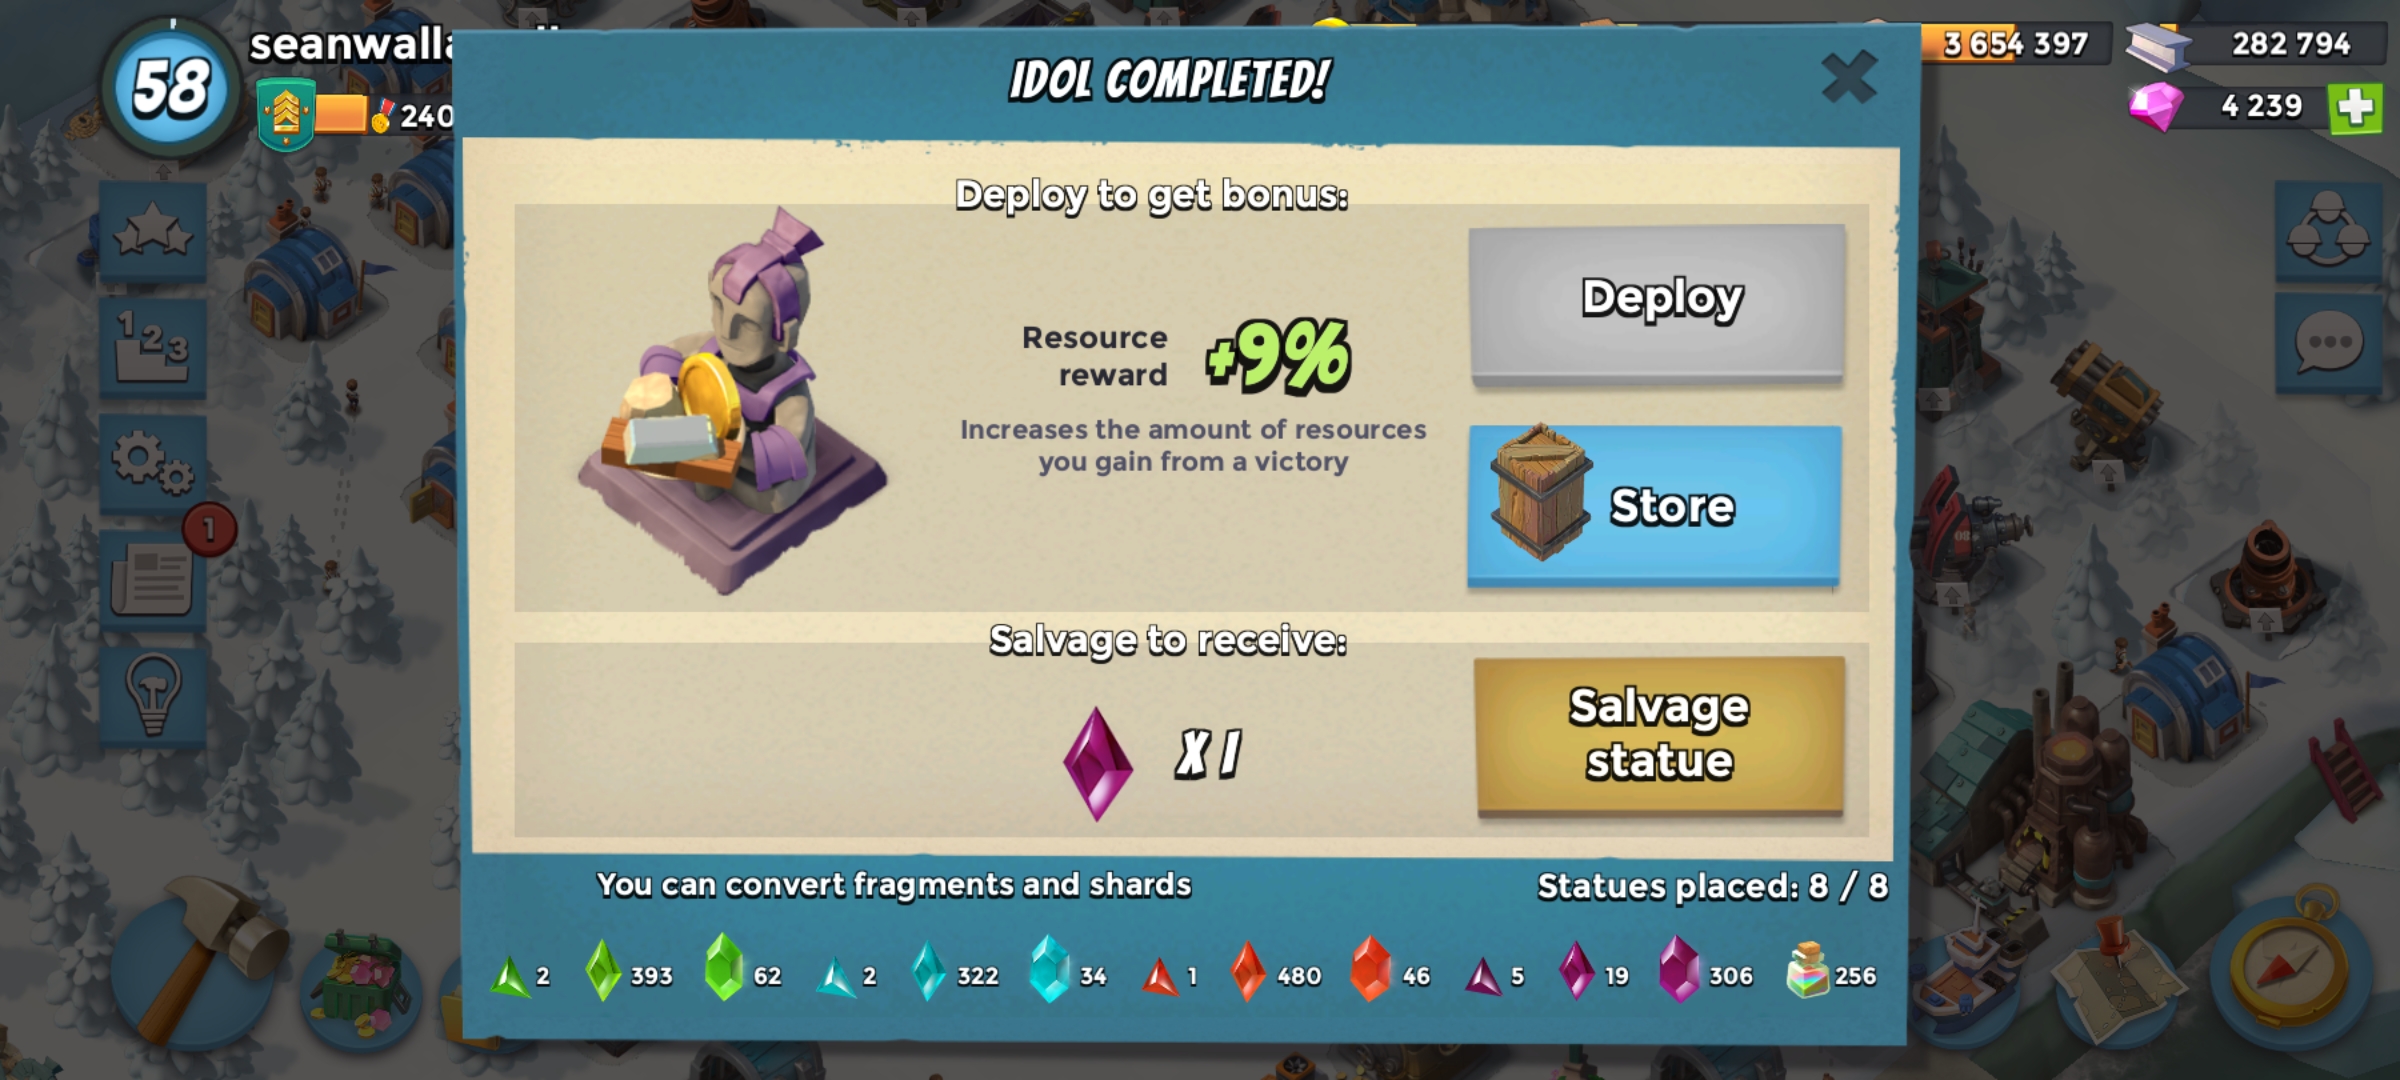 58
IDOL COMPLETED!
3 654 397
282 794
240
4 239
Deploy to get bonus:
Deploy
1 2 3
Resource
reward
+9%
Increases the amount of resources
you gain from a victory
Store
1
Salvage to receive:
X 1
Salvage
statue
You can convert fragments and shards
Statues placed: 8 / 8
2
393
62
2
322
34
1
480
46
5
19
306
256